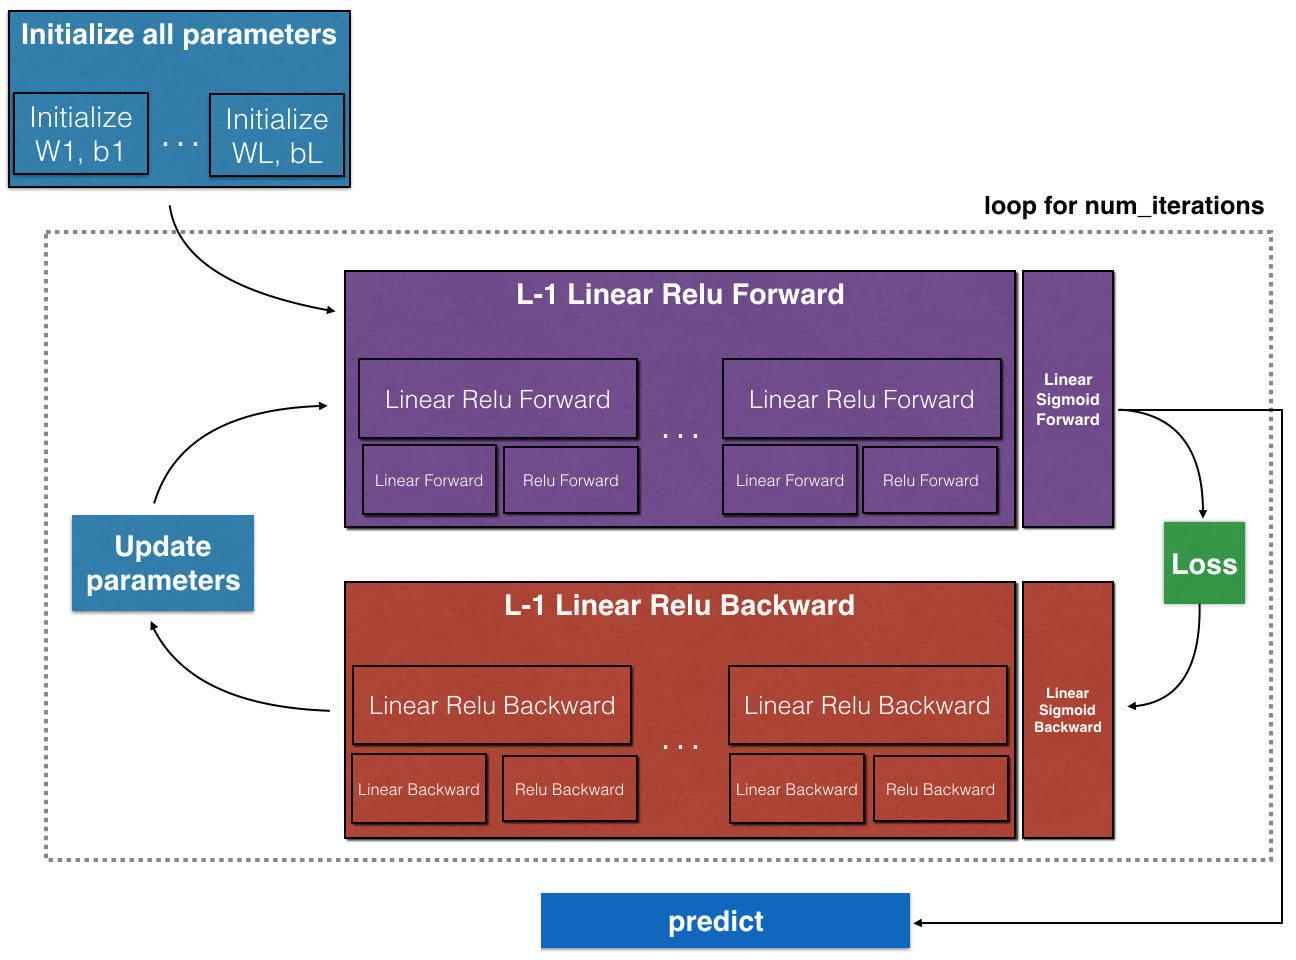 Initialize all parameters
Initialize
W1, b1
. . .
Initialize
WL, bL
loop for num_iterations
L-1 Linear Relu Forward
Linear Relu Forward
Linear Forward
Relu Forward
. . .
Linear Relu Forward
Linear Forward
Relu Forward
Linear
Sigmoid
Forward
Update
parameters
Loss
L-1 Linear Relu Backward
Linear Relu Backward
Linear Backward
Relu Backward
. . .
Linear Relu Backward
Linear Backward
Relu Backward
Linear
Sigmoid
Backward
predict